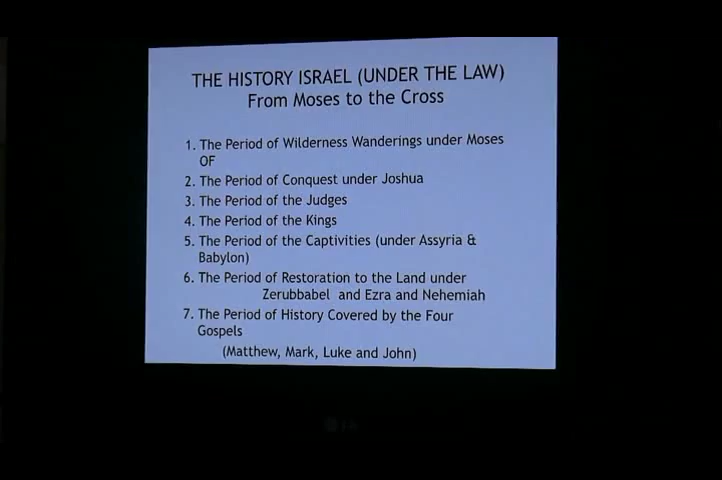 THE HISTORY ISRAEL (UNDER THE LAW)
From Moses to the Cross
1. The Period of Wilderness Wanderings under Moses
OF
2. The Period of Conquest under Joshua
3. The Period of the Judges
4. The Period of the Kings
5. The Period of the Captivities (under Assyria &
Babylon)
6. The Period of Restoration to the Land under
Zerubbabel and Ezra and Nehemiah
7. The Period of History Covered by the Four
Gospels
(Matthew, Mark, Luke and John)